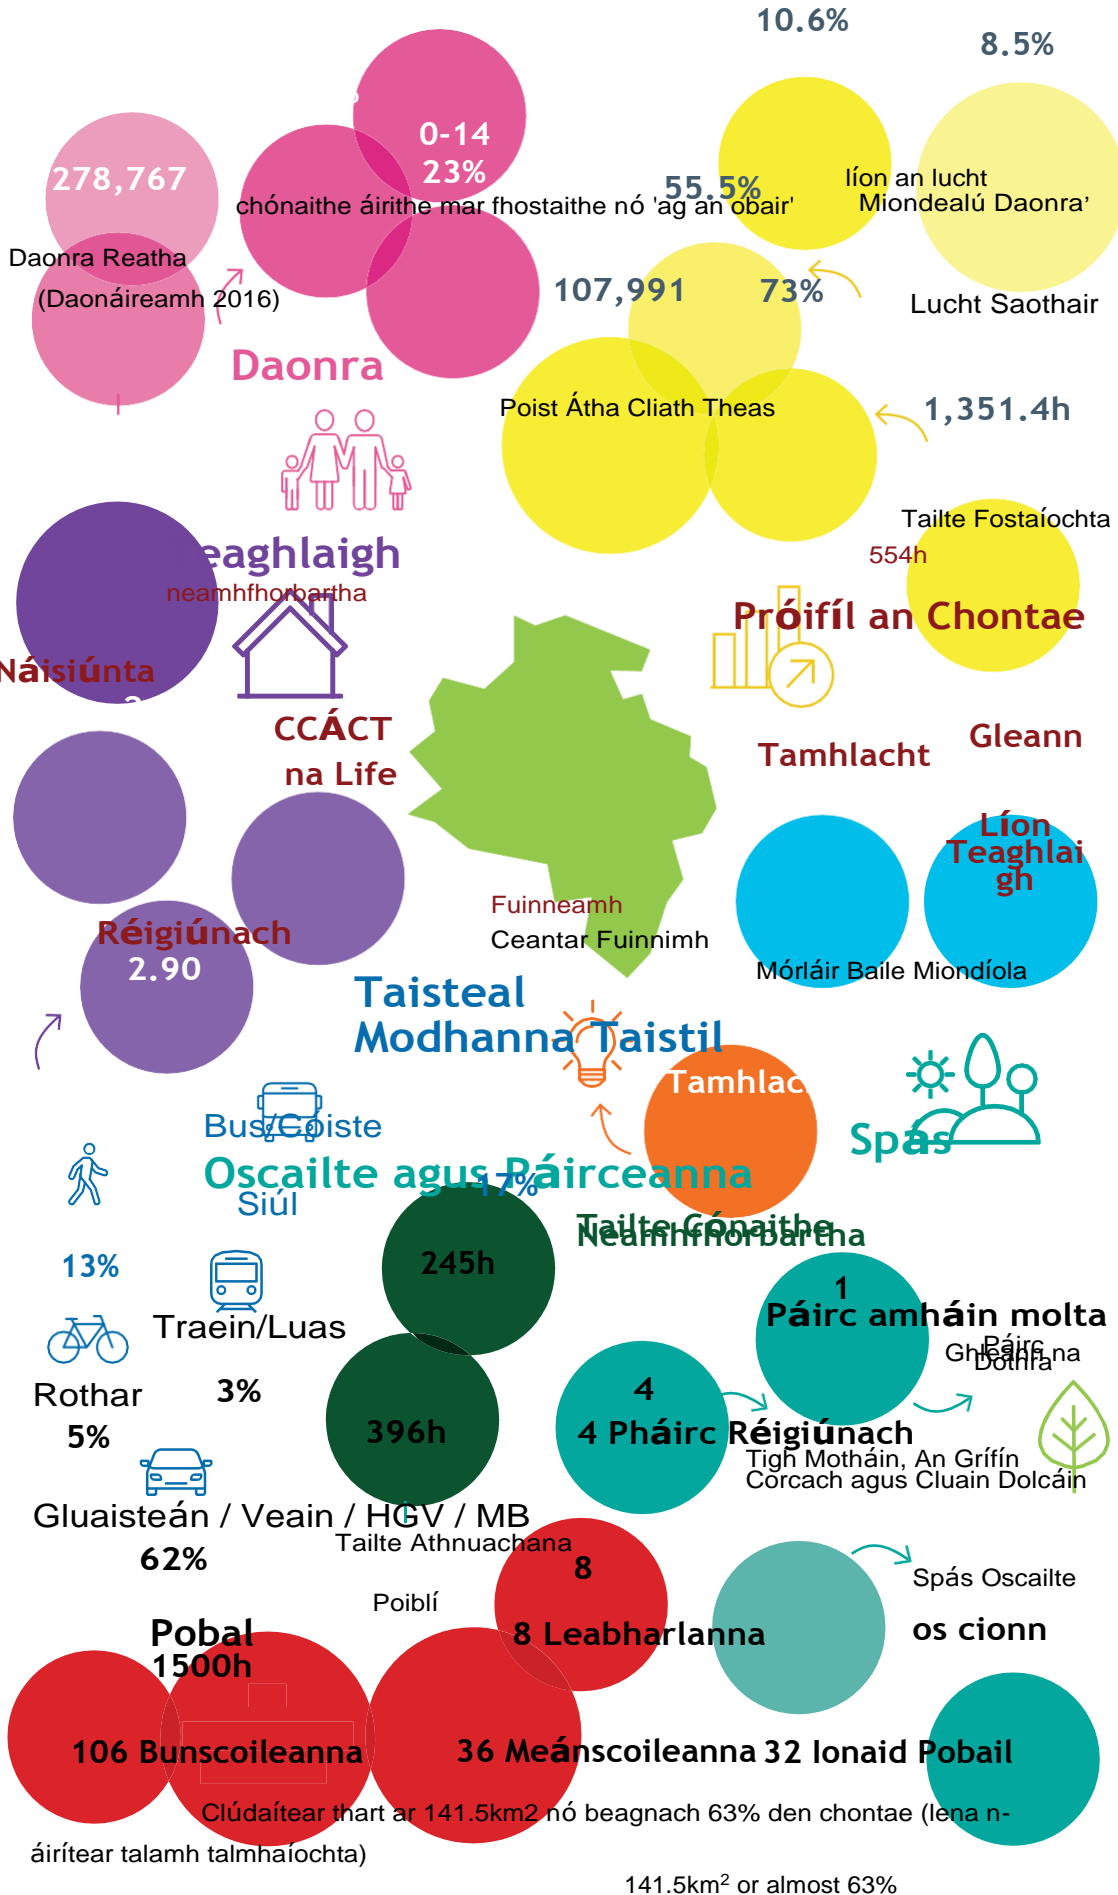 10.6%
8.5%
0-14
23%
278,767
55.5%
líon an lucht
Miondealú Daonra’
chónaithe áirithe mar fhostaithe nó 'ag an obair'
Daonra Reatha
(Daonáireamh 2016)
107,991
73%
Lucht Saothair
Daonra
Poist Átha Cliath Theas
1,351.4h
Tailte Fostaíochta
554h
eaghlaigh
neamhfhorbartha
Próifíl an Chontae
Náisiúnta
CCÁCT
na Life
Tamhlacht
Gleann
Líon
Teaghlai
gh
Fuinneamh
Ceantar Fuinnimh
Réigiúnach
2.90
Mórláir Baile Miondíola
Taisteal
Modhanna Taistil
Tamhlac
Bus/Cóiste
Spás
Oscailte agus Páirceanna
17%
Siúl
Tailte Cónaithe
Neamhfhorbartha
245h
13%
1
Páirc amháin molta
Traein/Luas
Páirc
Ghleann na
Dothra
Rothar
3%
5%
4
396h
4 Pháirc Réigiúnach
Tigh Motháin, An Grífín
Corcach agus Cluain Dolcáin
Gluaisteán / Veain / HGV / MB
62%
Tailte Athnuachana
8
Spás Oscailte
Poiblí
8 Leabharlanna
os cionn
Pobal
1500h
106 Bunscoileanna
36 Meánscoileanna
32 Ionaid Pobail
Clúdaítear thart ar 141.5km2 nó beagnach 63% den chontae (lena n-
áirítear talamh talmhaíochta)
141.5km² or almost 63%